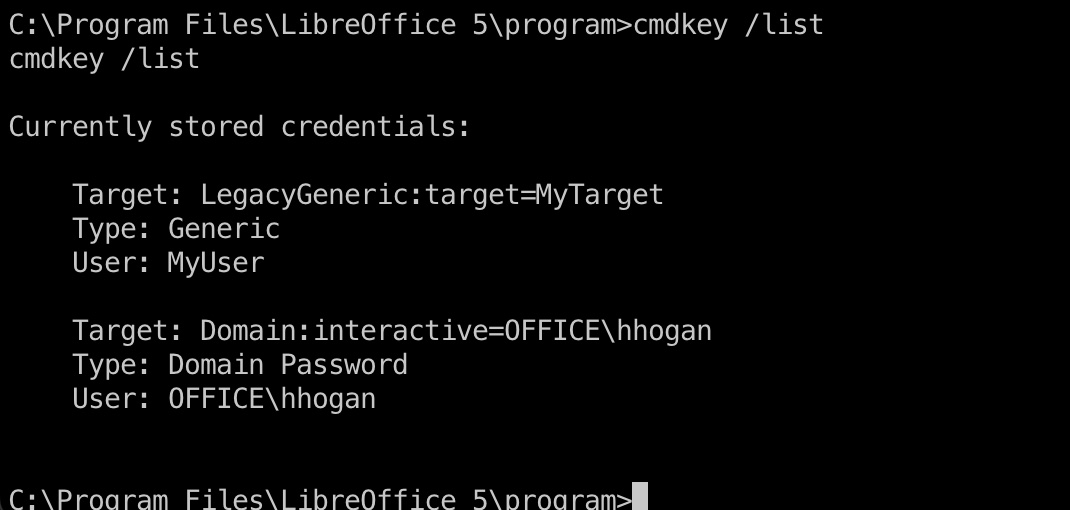 C:\Program Files\LibreOffice 5\program>cmdkey /list
cmdkey /list
Currently stored credentials:
Target: LegacyGeneric:target=MyTarget
Type: Generic
User: MyUser
Target: Domain:interactive=OFFICE\hhogan
Type: Domain Password
User: OFFICE\hhogan
C:\Program Files\LibreOffice 5\program>